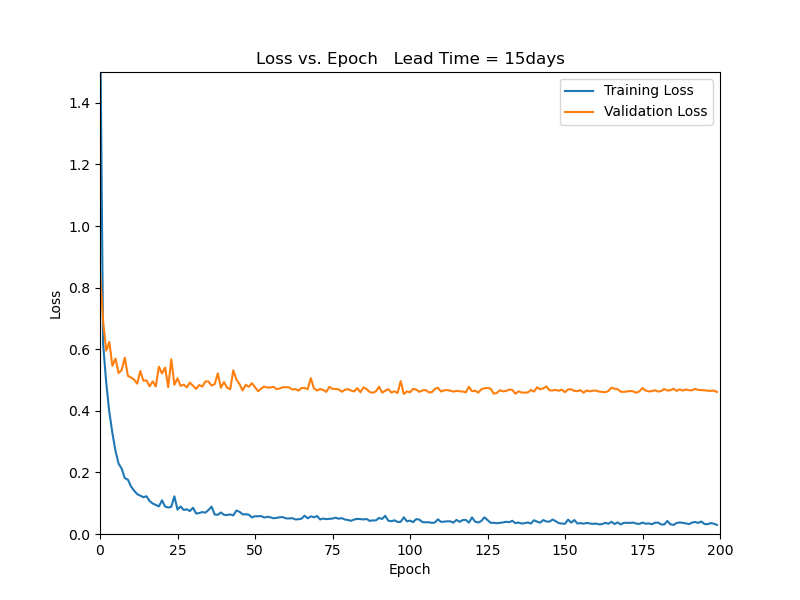 Loss vs. Epoch   Lead Time = 15days
Training Loss
Validation Loss
1.4
1.2
1.0
0.8
0.6
0.4
0.2
0.0
Loss
0 25 50 75 100 125 150 175 200
Epoch